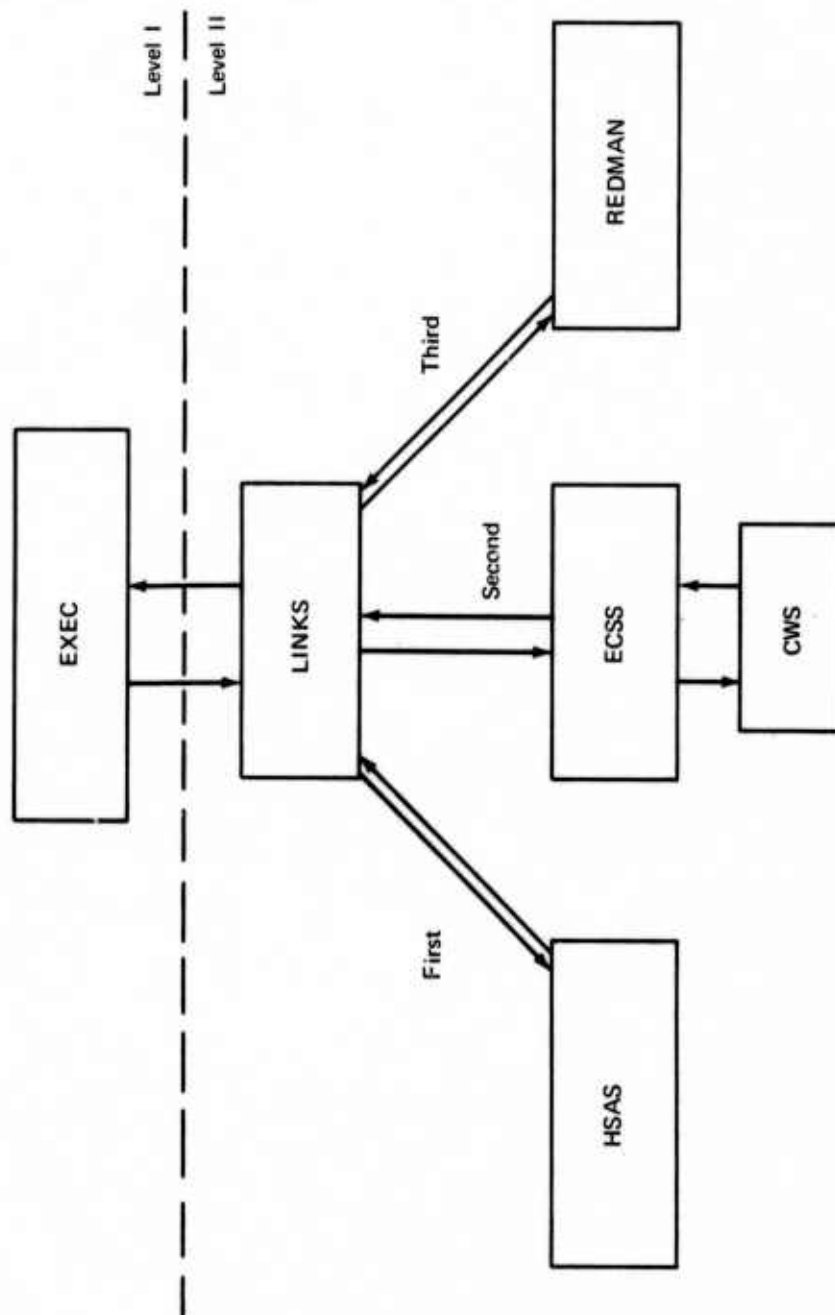 EXEC
Level I
Level II
LINKS
First
Second
Third
HSAS
ECSS
REDMAN
CWS